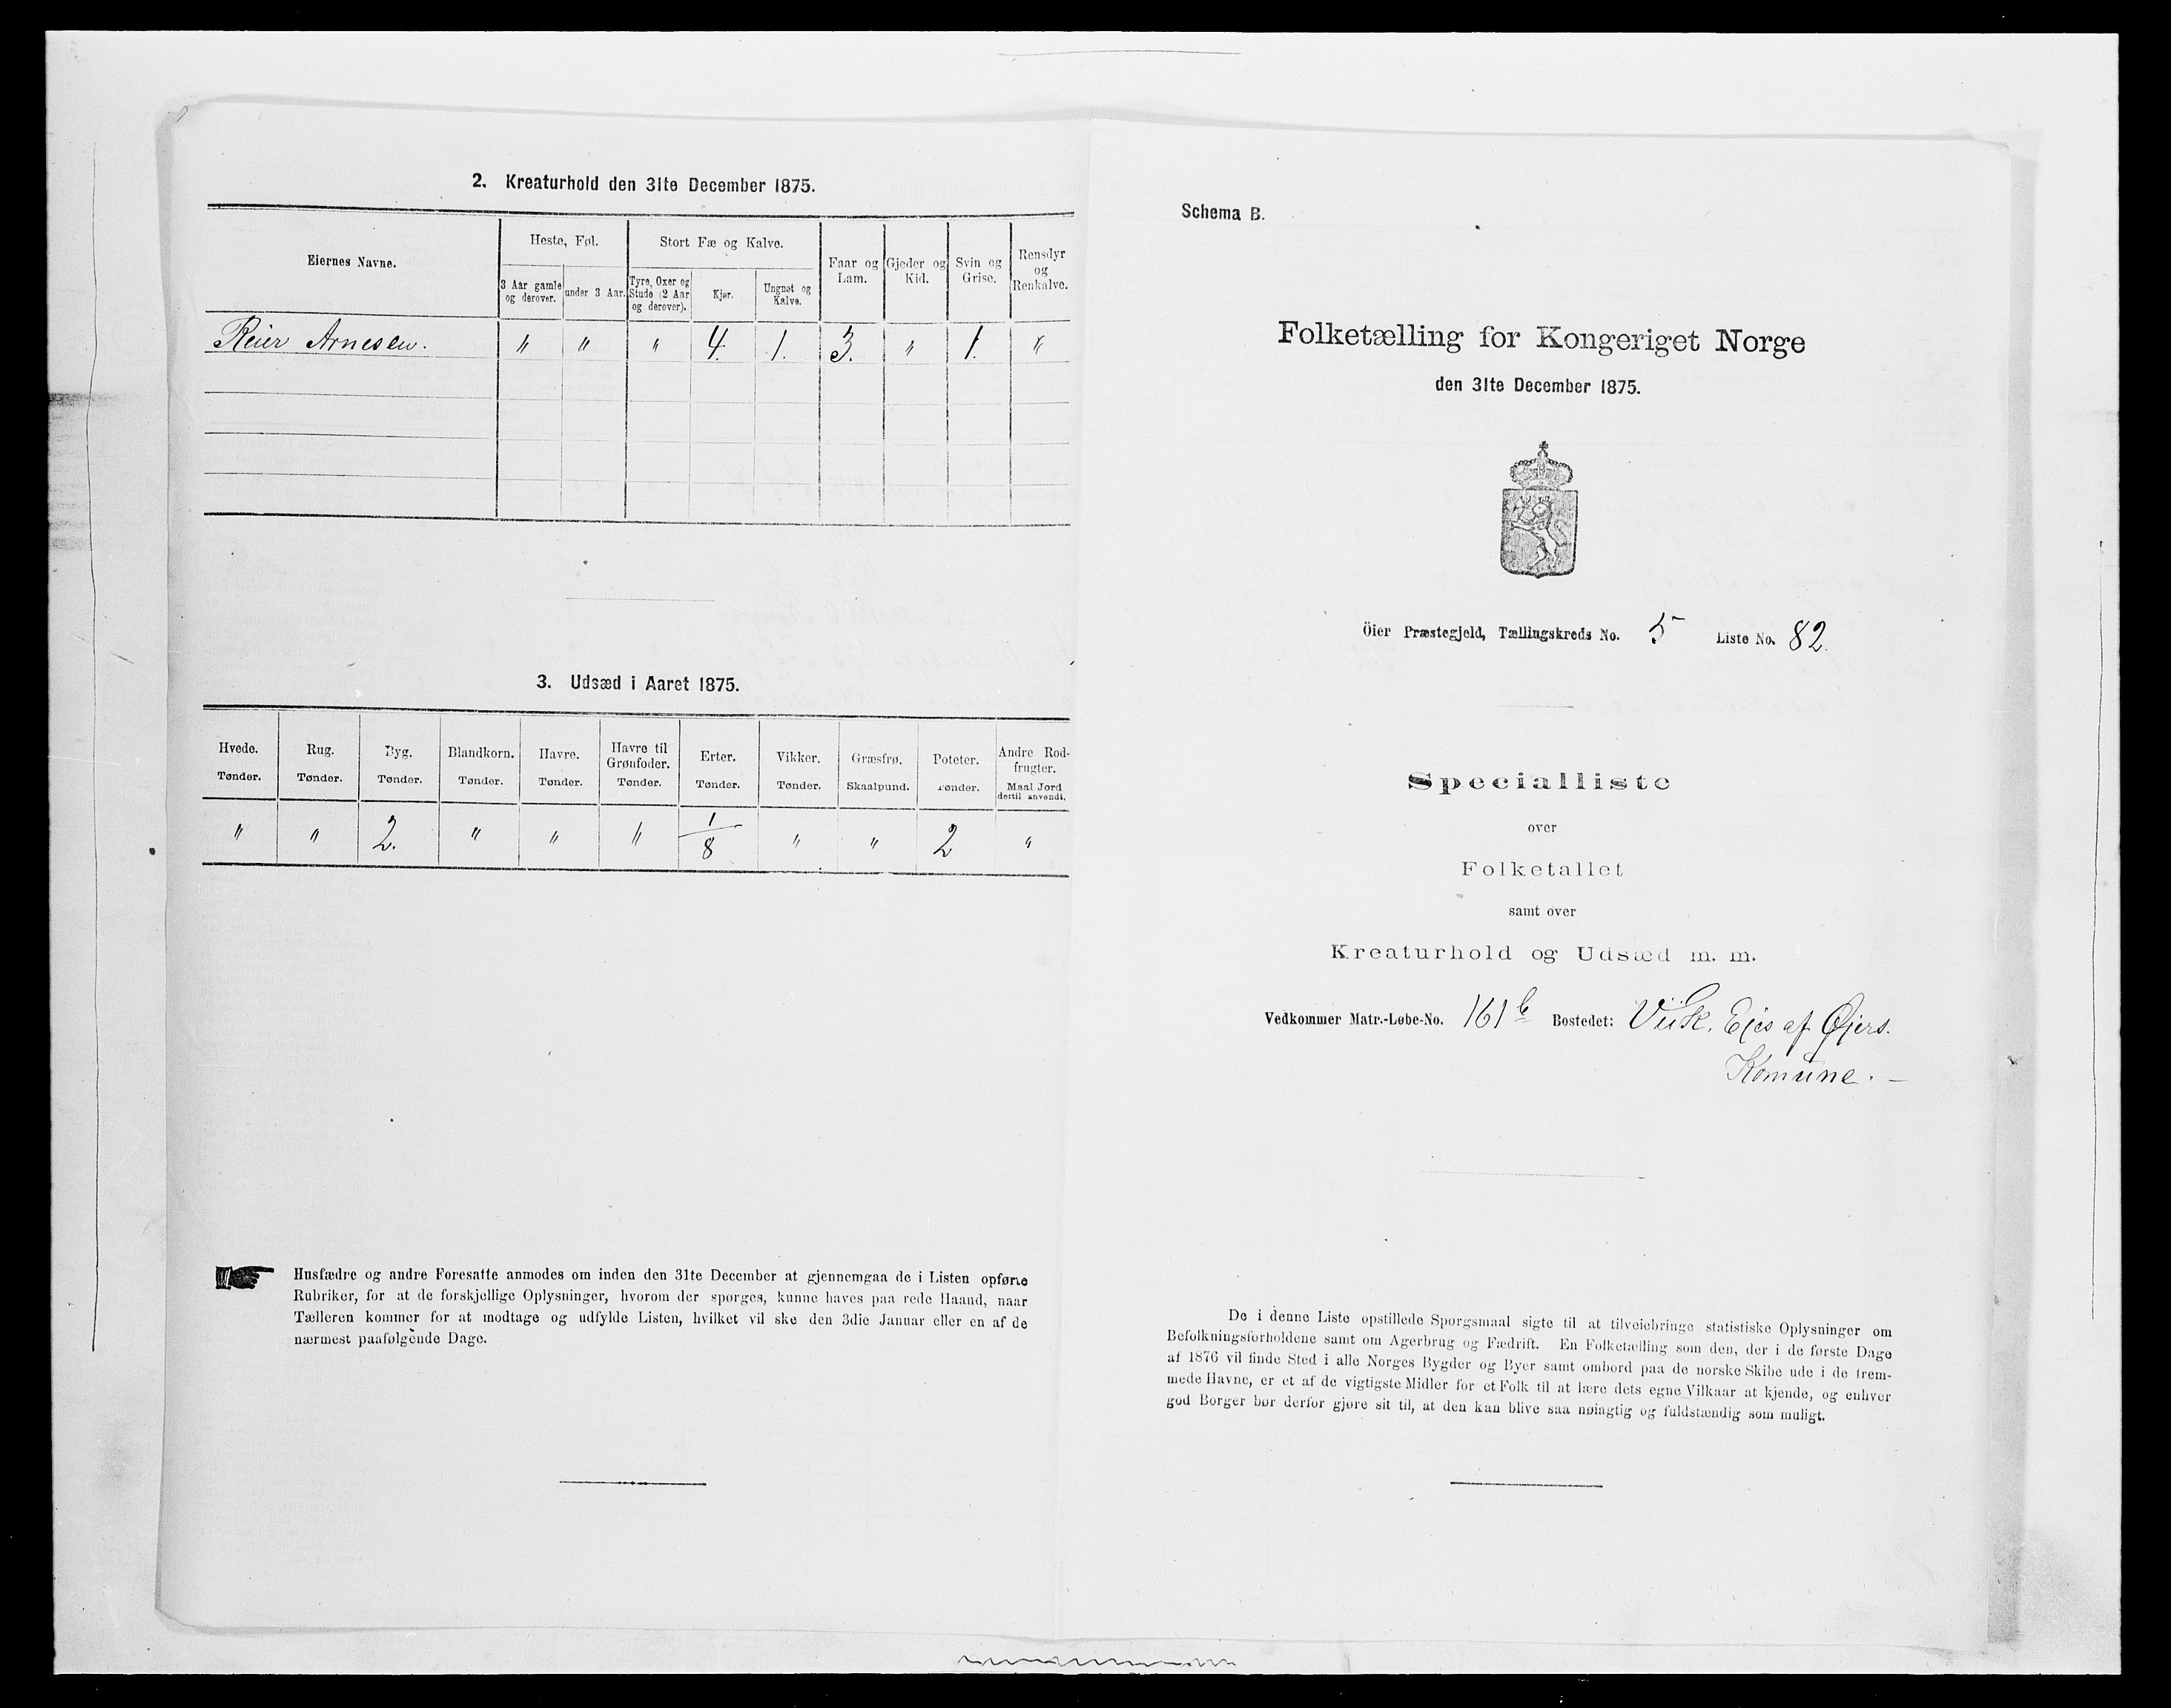 2. Kreaturhold den 31te December 1875.
Eiernes Navne.
Heste, Føl.
Stort Fæ og Kalve.
Faar og Lam.
Gjeder og Kid.
Svin og Grise.
Rensdyr og Renkalve.
3 Aar gamle og derover.
under 3 Aar.
Tyre, Oxer og Stude (2 Aar og derover).
Kjør.
Ungnøt og Kalve.
Reier Arnesen. " " " 4. 1. 3. " 1. "
3. Udsæd i Aaret 1875.
Hvede. Rug. Byg. Blandkorn. Havre. Havre til Grønfoder. Erter. Vikker. Græsfrø. Poteter. Andre Rodfrugter.
Tønder. Tønder. Tønder. Tønder. Tønder. Tønder. Tønder. Tønder. Skaalpund. Tønder. Maal Jord dertil anvendt.
" " 2. " " " 1/8 " " 2 "
Husfædre og andre Foresatte anmodes om inden den 31te December at gjennemgaa de i Listen opførte
Rubriker, for at de forskjellige Oplysninger, hvorom der spørges, kunne haves paa rede Haand, naar
Tælleren kommer for at modtage og udfylde Listen, hvilket vil ske den 3die Januar eller en af de
nærmest paafølgende Dage.
Schema B.
Folketælling for Kongeriget Norge
den 31te December 1875.
Öier Præstegjeld, Tællingskreds No. 5 Liste No. 82.
Specialliste
over
Folketallet
samt over
Kreaturhold og Udsæd m. m.
Vedkommer Matr.-Løbe-No. 161 b Bostedet: Viik. Ejes af Øjers.
Komune. –
De i denne Liste opstillede Spørgsmaal sigte til at tilveiebringe statistiske Oplysninger om
Befolkningsforholdene samt om Agerbrug og Fædrift. En Folketælling som den, der i de første Dage
af 1876 vil finde Sted i alle Norges Bygder og Byer samt ombord paa de norske Skibe ude i de frem-
mede Havne, er et af de vigtigste Midler for et Folk til at lære dets egne Vilkaar at kjende, og enhver
god Borger bør derfor gjøre sit til, at den kan blive saa nøiagtig og fuldstændig som muligt.